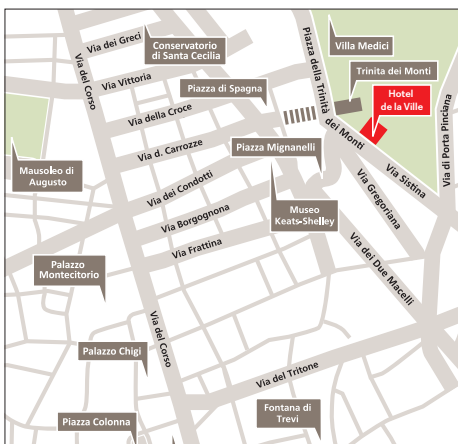 Via dei Greci
Conservatorio
di Santa Cecilia
Villa Medici
Piazza della Trinità
dei Monti
Trinita dei Monti
Via del Corso
Via Vittoria
Piazza di Spagna
Hotel
de la Ville
Via della Croce
Via di Porta Pinciana
Via d. Carrozze
Piazza Mignanelli
Mausoleo di
Augusto
Via Sistina
Via dei Condotti
Via Gregoriana
Museo
Keats-Shelley
Via Borgognona
Via Frattina
Palazzo
Montecitorio
Via dei Due Macelli
Via del Corso
Palazzo Chigi
Via del Tritone
Fontana di
Trevi
Piazza Colonna